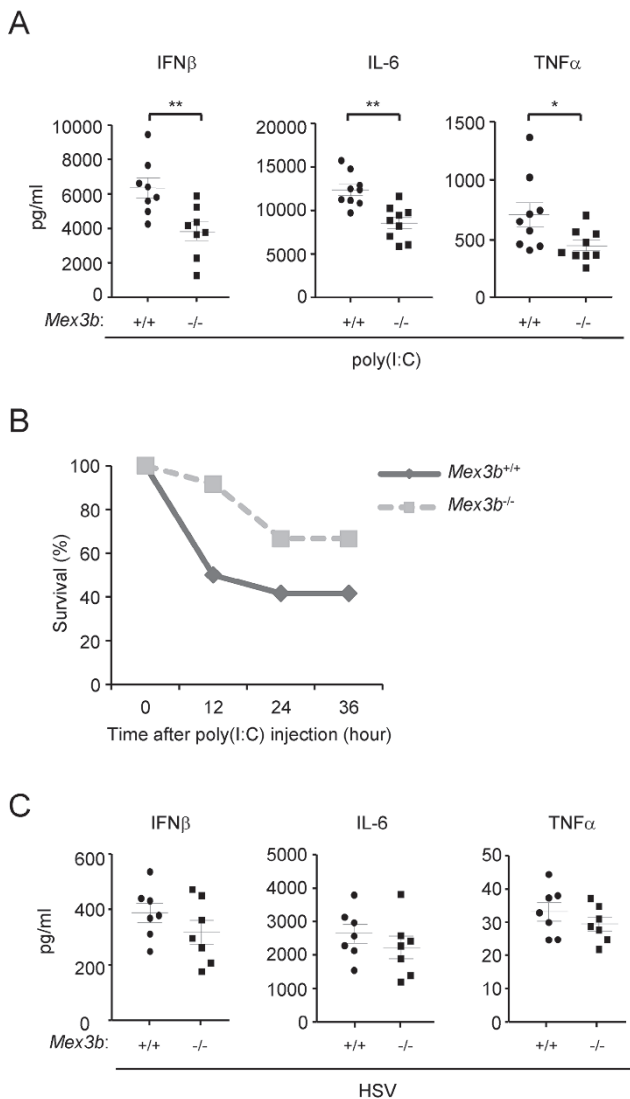 A
IFNβ IL-6 TNFα
** ** *
pg/ml
10000 8000 6000 4000 2000 0
20000 15000 10000 5000 0
1500 1000 500 0
Mex3b: +/+ -/- +/+ -/- +/+ -/-
poly(I:C)
B
Survival (%)
100
80
60
40
20
0
0 12 24 36
Time after poly(I:C) injection (hour)
Mex3b+/+
Mex3b-/-
C
IFNβ IL-6 TNFα
pg/ml
600 400 200 0
5000 4000 3000 2000 1000 0
50 40 30 20 10 0
Mex3b: +/+ -/- +/+ -/- +/+ -/-
HSV